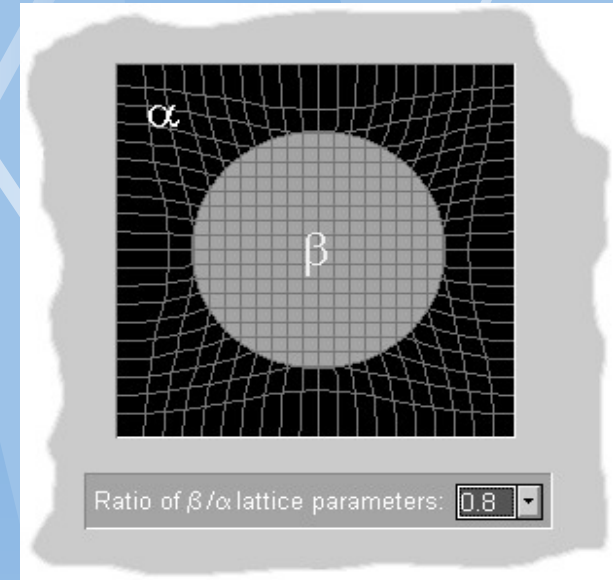 α
β
Ratio of β/α lattice parameters: 0.8